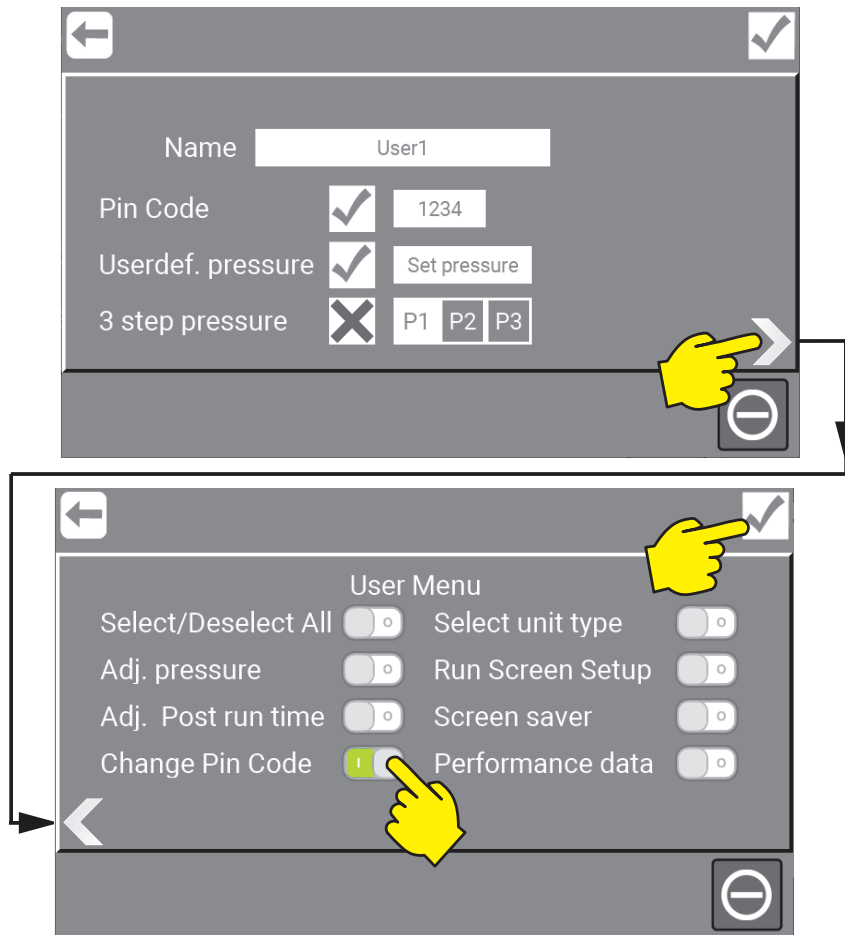 Name User1
Pin Code 1234
Userdef. pressure Set pressure
3 step pressure P1 P2 P3
User Menu
Select/Deselect All O Select unit type O
Adj. pressure O Run Screen Setup O
Adj. Post run time O Screen saver O
Change Pin Code I Performance data O